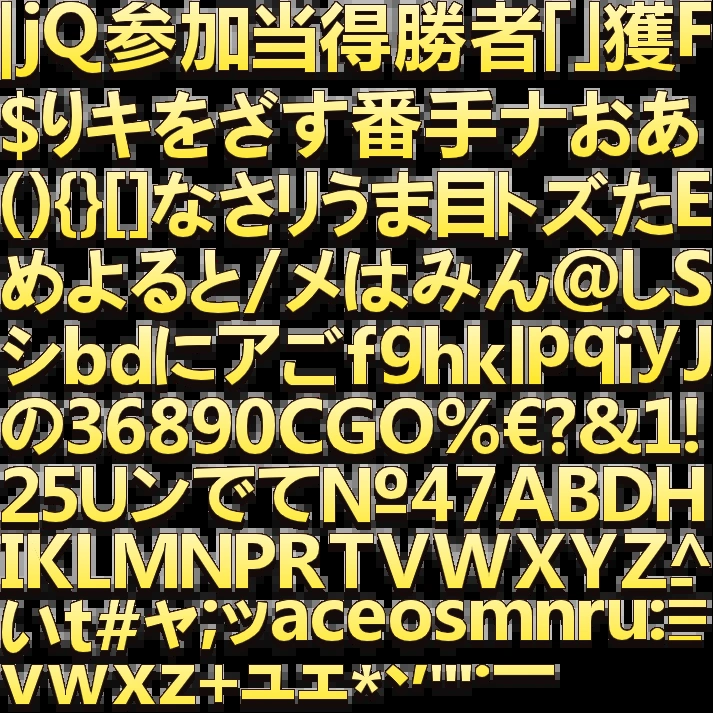 |jQ参加当得勝者「」獲F
$りキをざす番手ナおあ
(){}[]なさリうま目トズたE
めよると/メはみん@しS
シbdにアごfghklpqiyJ
の36890CGO%€?&1!
25Uンでて№47ABDH
IKLMNPRTVWXYZ^
いt#ャ;ッaceosmnru:三
vwxz+ユエ*ソ"'"・ー